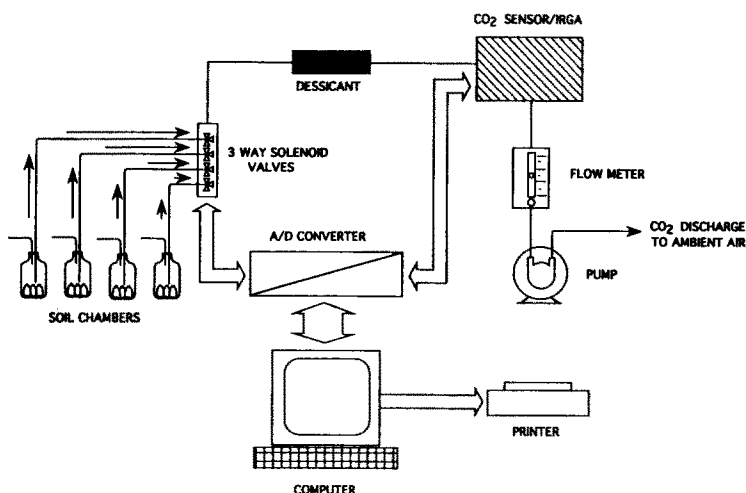 CO₂ SENSOR/IRGA
DESSICANT
3 WAY SOLENOID
VALVES
FLOW METER
A/D CONVERTER
CO₂ DISCHARGE
TO AMBIENT AIR
PUMP
SOIL CHAMBERS
PRINTER
COMPUTER